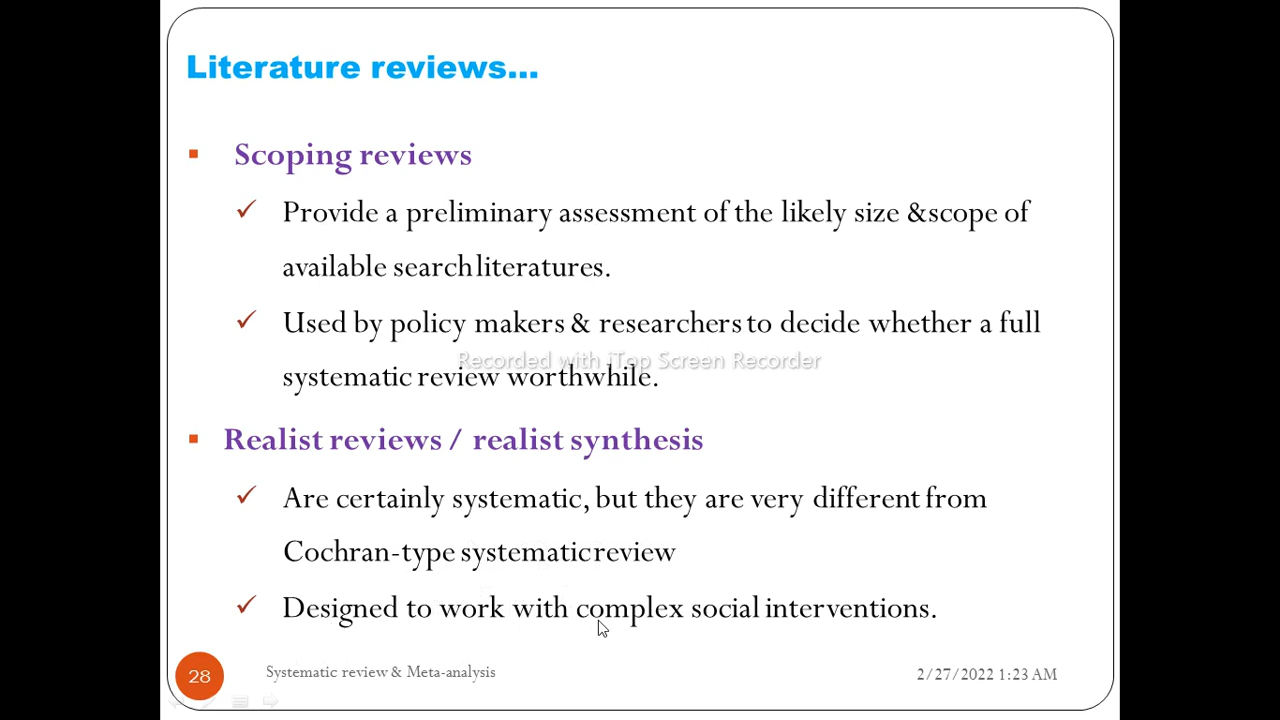 Literature reviews...
Scoping reviews
Provide a preliminary assessment of the likely size &scope of
available search literatures.
Used by policy makers & researchers to decide whether a full
Recorded with iTop Screen Recorder
systematic review worthwhile.
Realist reviews / realist synthesis
Are certainly systematic, but they are very different from
Cochran-type systematic review
Designed to work with complex social interventions.
28 Systematic review & Meta-analysis 2/27/2022 1:23 AM